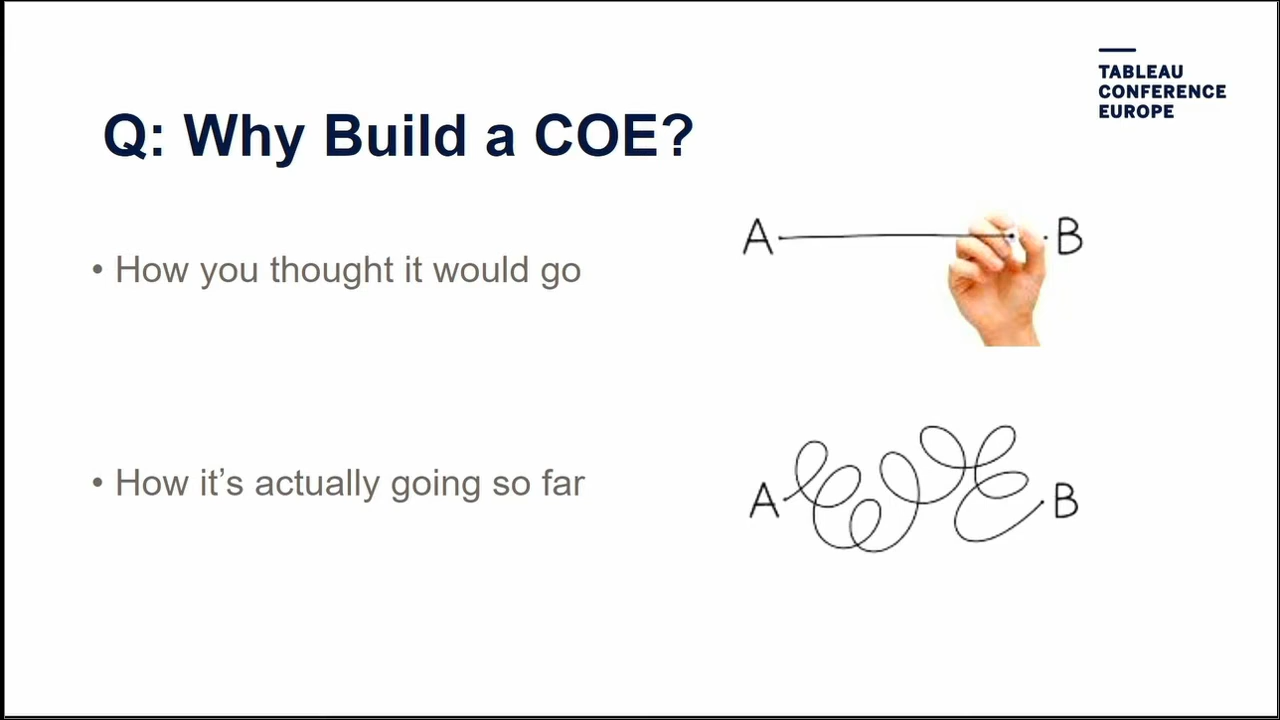 TABLEAU
CONFERENCE
EUROPE
Q: Why Build a COE?
• How you thought it would go
A B
• How it’s actually going so far
A B